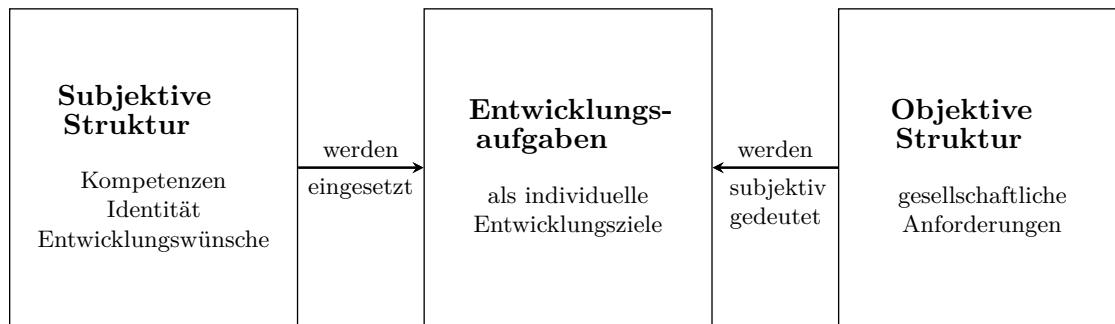 Subjektive
Struktur
Kompetenzen
Identität
Entwicklungswünsche
werden
eingesetzt
Entwicklungs-
aufgaben
als individuelle
Entwicklungsziele
werden
subjektiv
gedeutet
Objektive
Struktur
gesellschaftliche
Anforderungen